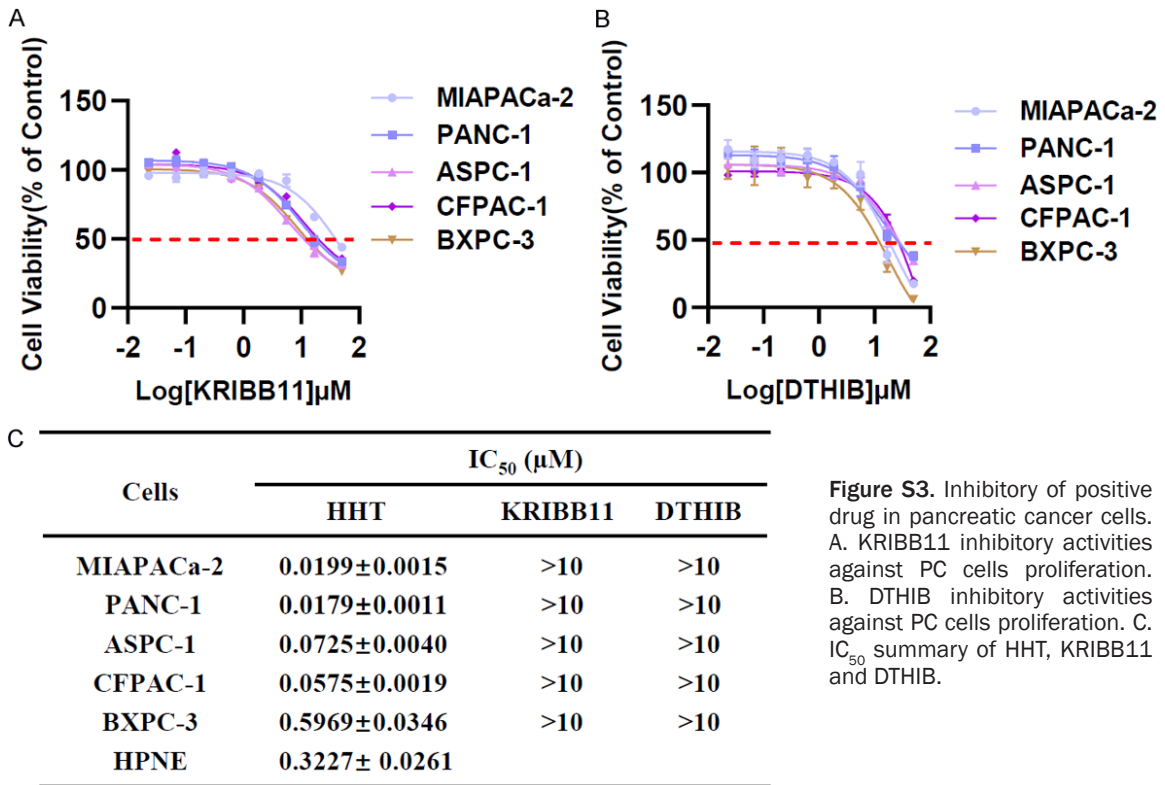 A
Cell Viability(% of Control)
150
100
50
0
-2
-1
0
1
2
Log[KRIBB11]µM
MIAPACa-2
PANC-1
ASPC-1
CFPAC-1
BXPC-3
B
Cell Viability(% of Control)
150
100
50
0
-2
-1
0
1
2
Log[DTHIB]µM
MIAPACa-2
PANC-1
ASPC-1
CFPAC-1
BXPC-3
C
Cells
IC50 (µM)
HHT KRIBB11 DTHIB
MIAPACa-2 0.0199±0.0015 >10 >10
PANC-1 0.0179±0.0011 >10 >10
ASPC-1 0.0725±0.0040 >10 >10
CFPAC-1 0.0575±0.0019 >10 >10
BXPC-3 0.5969±0.0346 >10 >10
HPNE 0.3227± 0.0261
Figure S3. Inhibitory of positive
drug in pancreatic cancer cells.
A. KRIBB11 inhibitory activities
against PC cells proliferation.
B. DTHIB inhibitory activities
against PC cells proliferation. C.
IC50 summary of HHT, KRIBB11
and DTHIB.